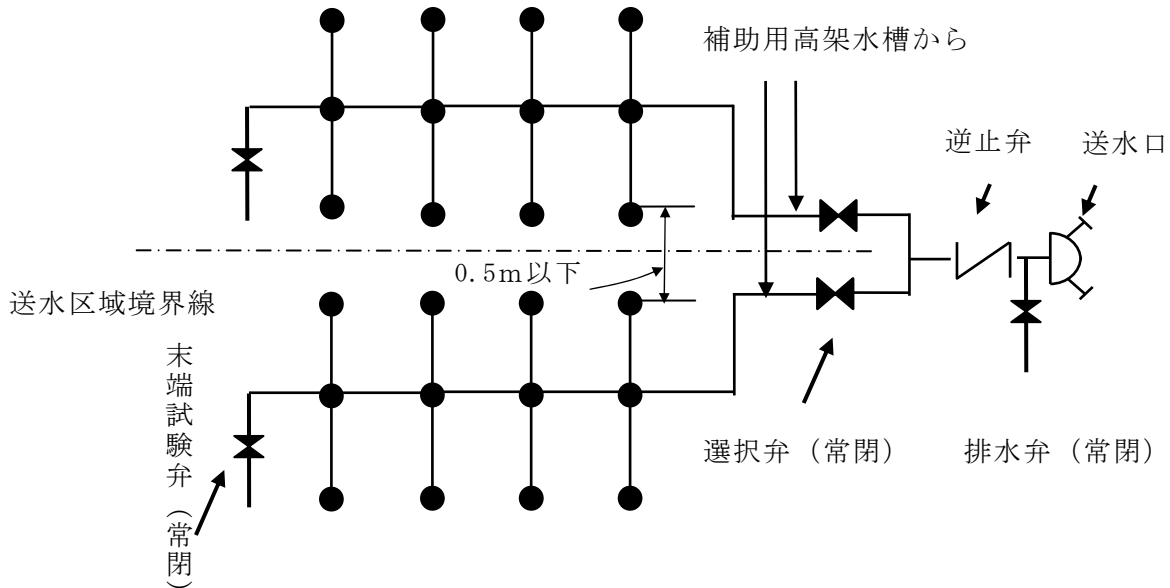 補助用高架水槽から
逆止弁
送水口
0.5m以下
送水区域境界線
末端試験弁（常閉）
選択弁（常閉）
排水弁（常閉）